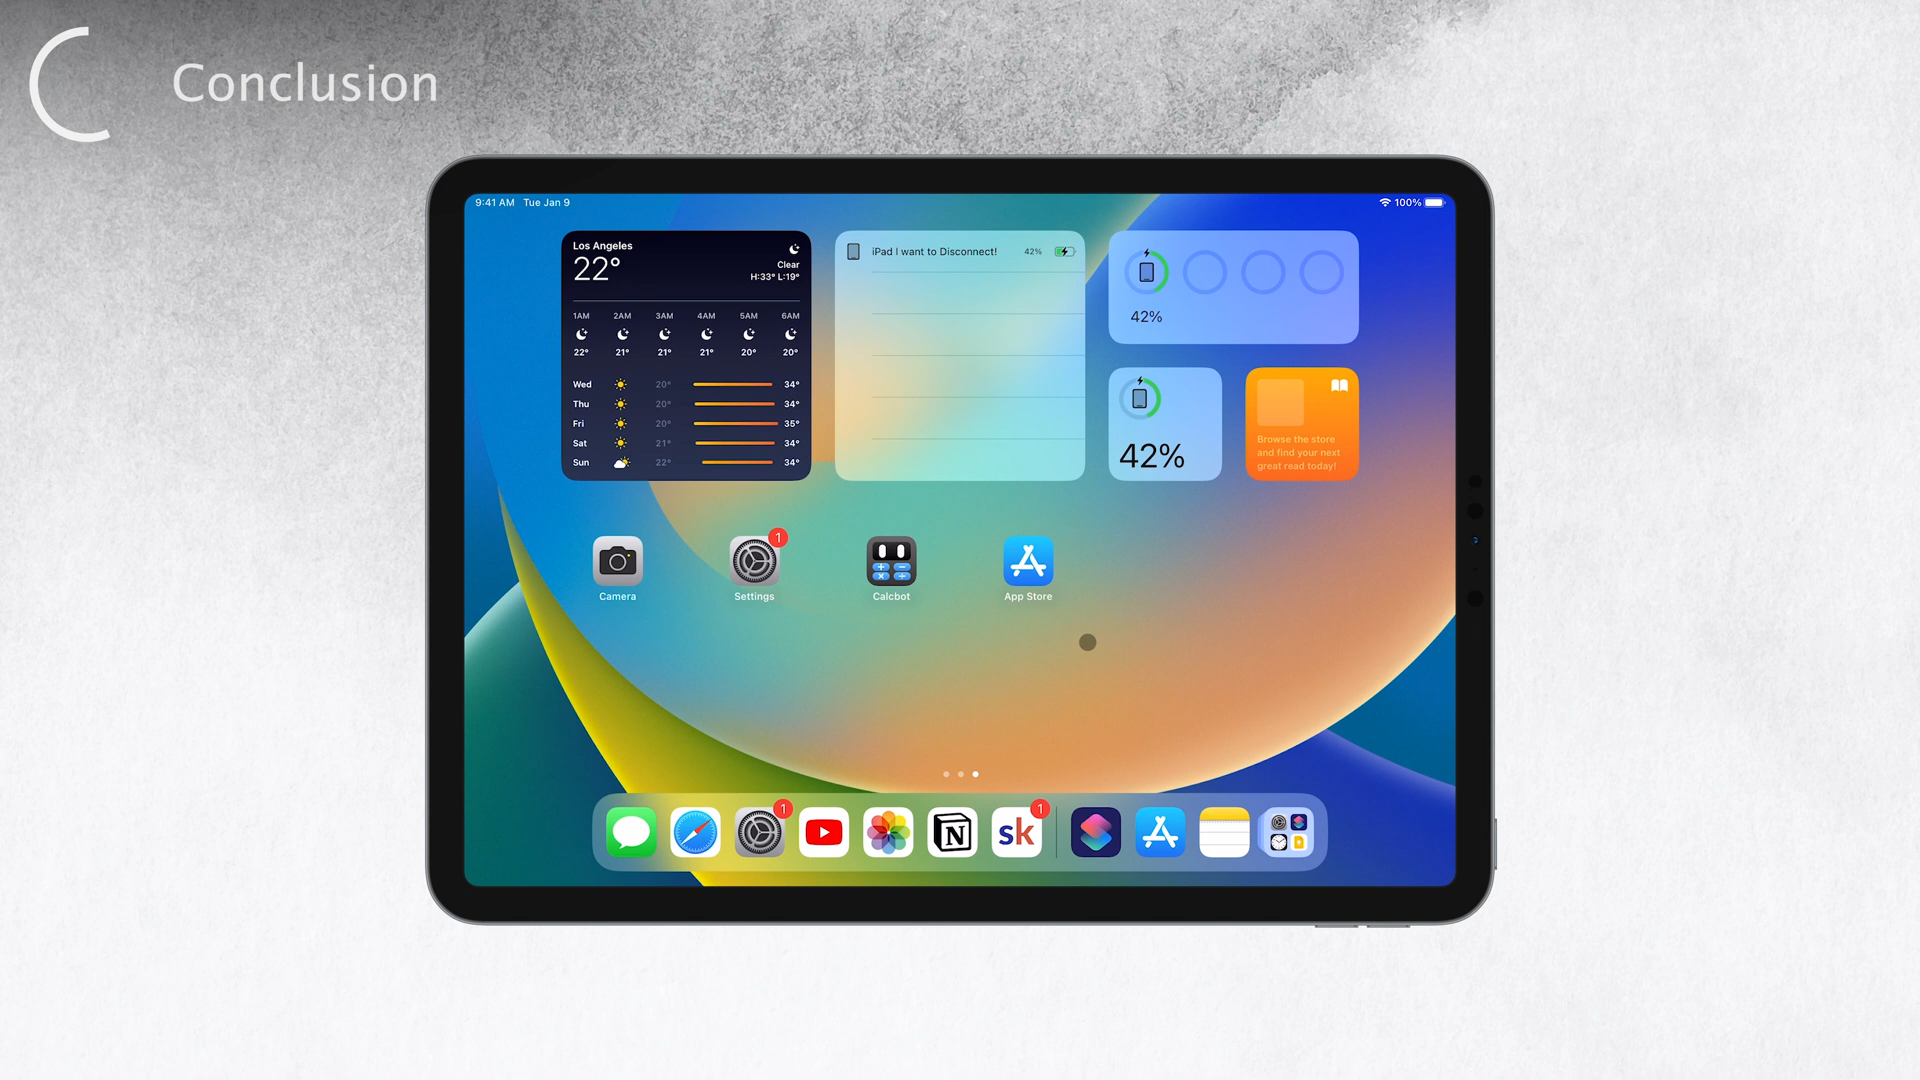 Conclusion
9:41 AM Tue Jan 9
100%
Los Angeles
22°
Clear
H:33° L:19°
1AM 2AM 3AM 4AM 5AM 6AM
22° 21° 21° 21° 20° 20°
Wed 20° 34°
Thu 20° 34°
Fri 20° 35°
Sat 21° 34°
Sun 22° 34°
iPad I want to Disconnect! 42%
42%
42%
Browse the store
and find your next
great read today!
1
Camera Settings Calcbot App Store
1
1
N
sk